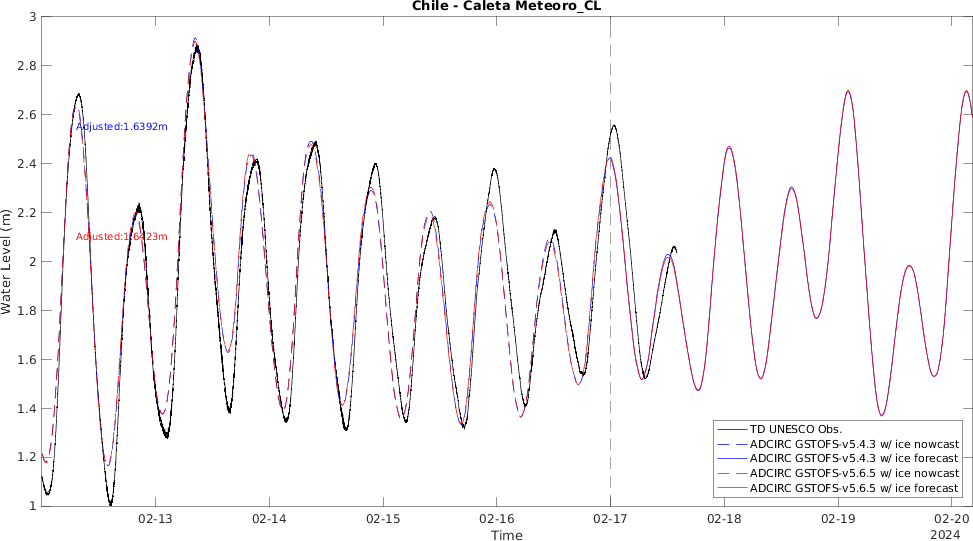 Chile - Caleta Meteoro_CL
3
2.8
2.6
2.4
2.2
2
1.8
1.6
1.4
1.2
1
Water Level (m)
Adjusted:1.6392m
Adjusted:1.6423m
TD UNESCO Obs.
ADCIRC GSTOFS-v5.4.3 w/ ice nowcast
ADCIRC GSTOFS-v5.4.3 w/ ice forecast
ADCIRC GSTOFS-v5.6.5 w/ ice nowcast
ADCIRC GSTOFS-v5.6.5 w/ ice forecast
02-13 02-14 02-15 02-16 02-17 02-18 02-19 02-20
Time
2024